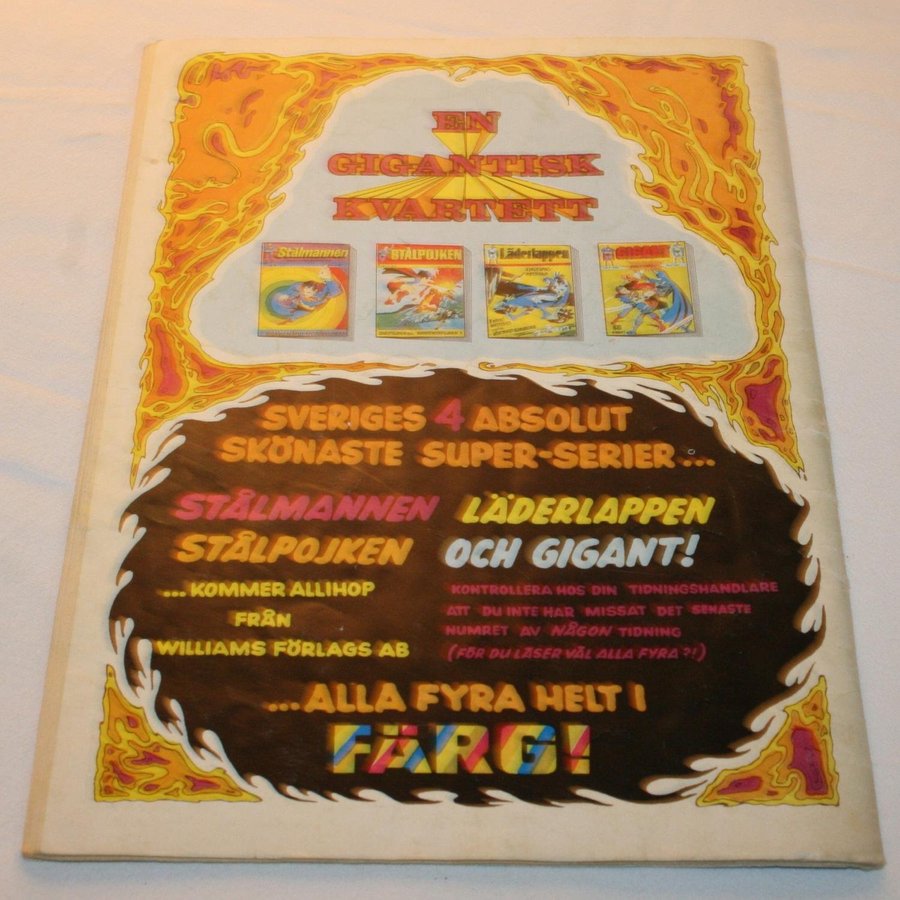 EN
GIGANTISK
KVARTETT
Stålmannen
STÅLPOJKEN
Läderlappen
GIGANT
SVERIGES 4 ABSOLUT
SKÖNASTE SUPER-SERIER...
STÅLMANNEN LÄDERLAPPEN
STÅLPOJKEN OCH GIGANT!
...KOMMER ALLIHOP
FRÅN
WILLIAMS FÖRLAGS AB
KONTROLLERA HOS DIN TIDNINGSHANDLARE
ATT DU INTE HAR MISSAT DET SENASTE
NUMRET AV NÅGON TIDNING
(FÖR DU LÄSER VÄL ALLA FYRA?!)
...ALLA FYRA HELT I
FÄRG!